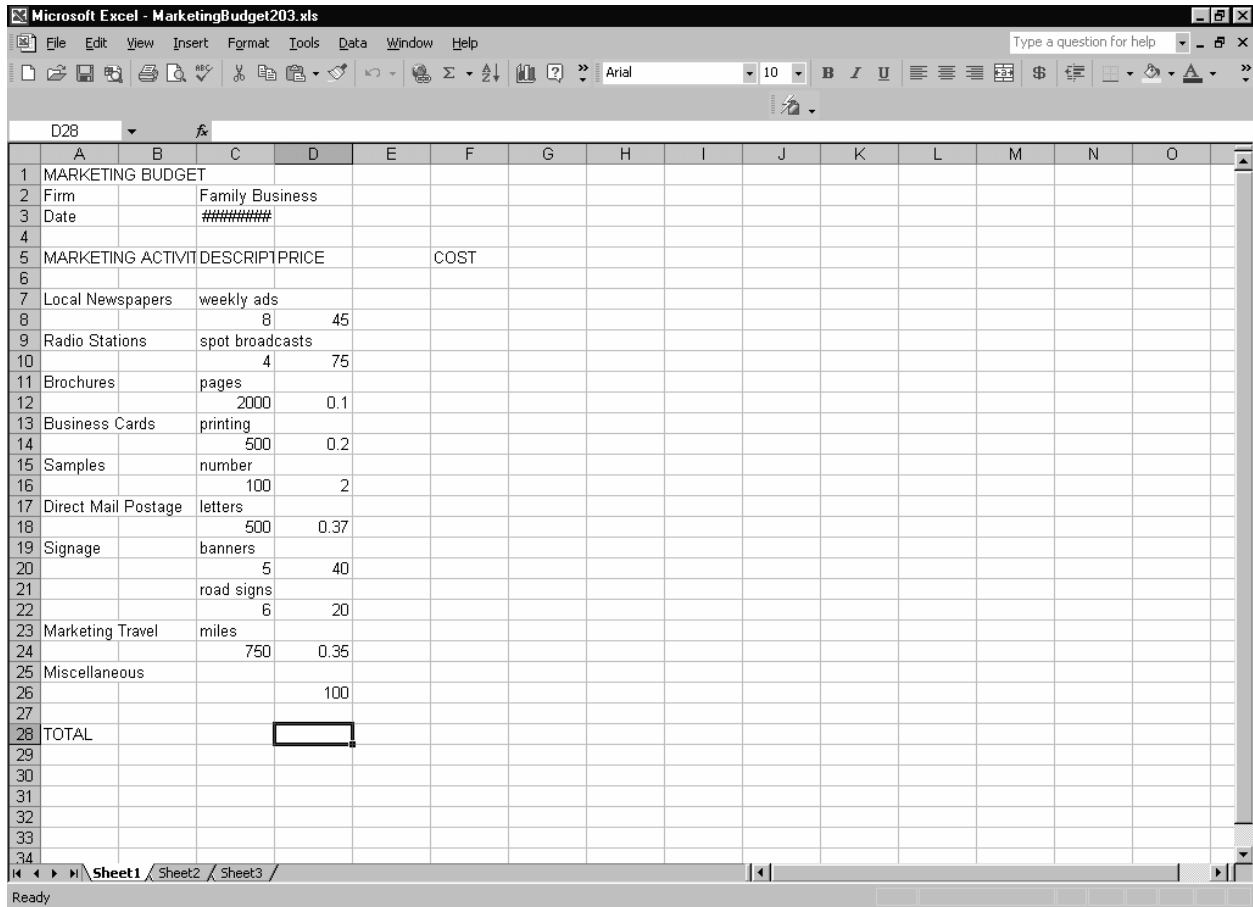 Microsoft Excel - MarketingBudget203.xls
File Edit View Insert Format Tools Data Window Help Type a question for help
ABC Σ A Z ? » Arial 10 B I U a $ A »
D28 fx
A B C D E F G H I J K L M N O
1 MARKETING BUDGET
2 Firm Family Business
3 Date ########
4
5 MARKETING ACTIVIT DESCRIPT PRICE COST
6
7 Local Newspapers weekly ads
8 8 45
9 Radio Stations spot broadcasts
10 4 75
11 Brochures pages
12 2000 0.1
13 Business Cards printing
14 500 0.2
15 Samples number
16 100 2
17 Direct Mail Postage letters
18 500 0.37
19 Signage banners
20 5 40
21 road signs
22 6 20
23 Marketing Travel miles
24 750 0.35
25 Miscellaneous
26 100
27
28 TOTAL
29
30
31
32
33
34
Sheet1 Sheet2 Sheet3
Ready